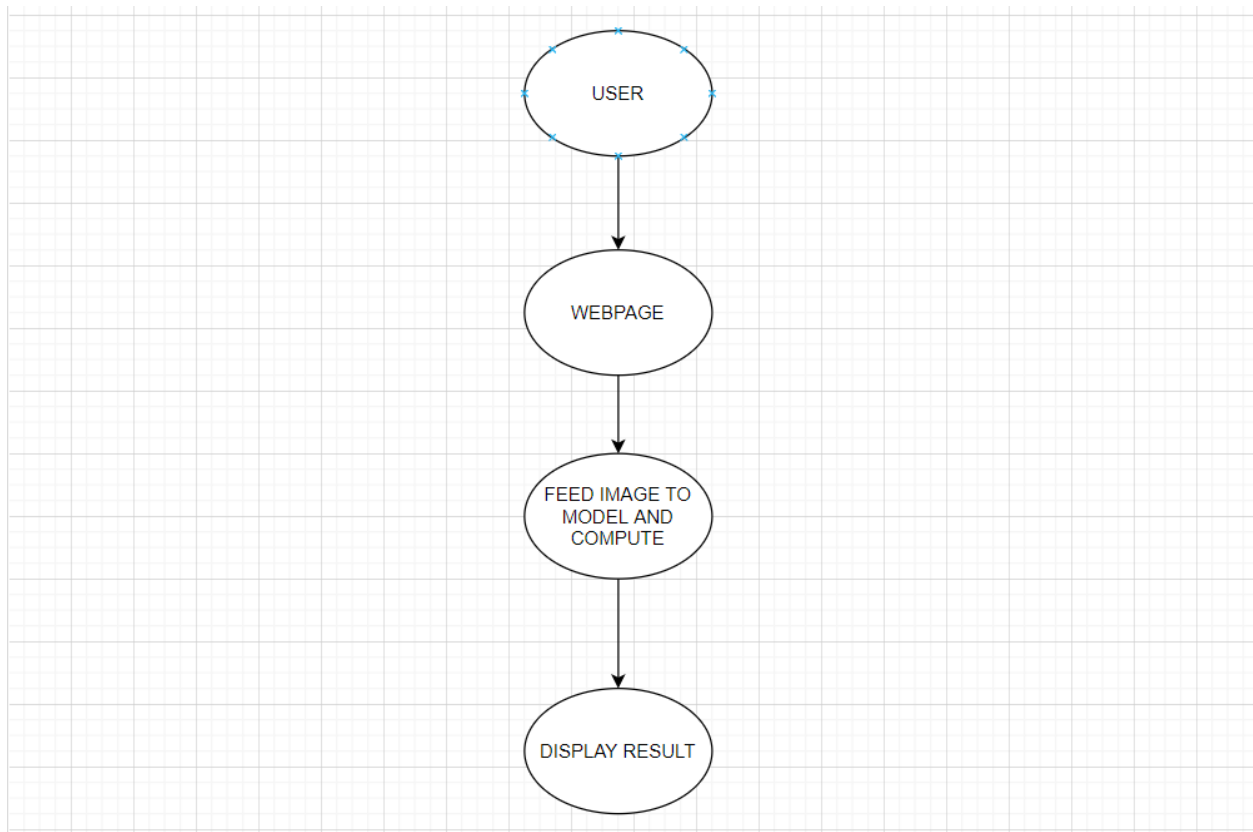 USER
WEBPAGE
FEED IMAGE TO
MODEL AND
COMPUTE
DISPLAY RESULT